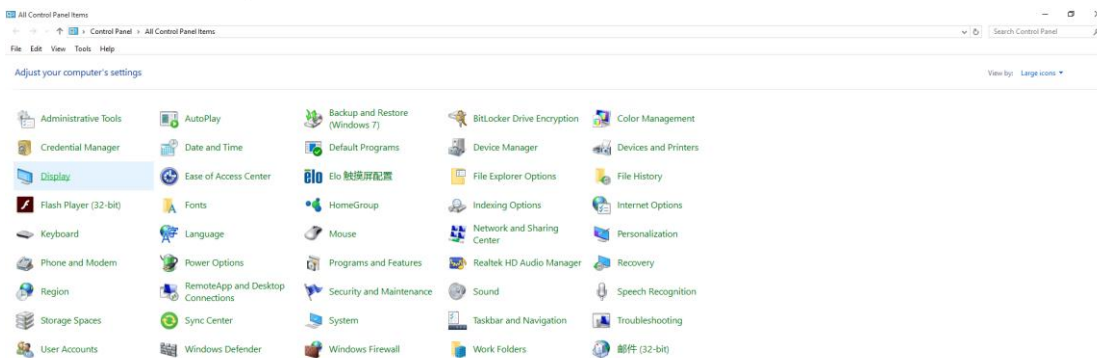 All Control Panel Items
Control Panel › All Control Panel Items
Search Control Panel
File Edit View Tools Help
Adjust your computer's settings
View by: Large icons
Administrative Tools
AutoPlay
Backup and Restore
(Windows 7)
BitLocker Drive Encryption
Color Management
Credential Manager
Date and Time
Default Programs
Device Manager
Devices and Printers
Display
Ease of Access Center
elo
Elo 触摸屏配置
File Explorer Options
File History
Flash Player (32-bit)
Fonts
HomeGroup
Indexing Options
Internet Options
Keyboard
Language
Mouse
Network and Sharing
Center
Personalization
Phone and Modem
Power Options
Programs and Features
Realtek HD Audio Manager
Recovery
Region
RemoteApp and Desktop
Connections
Security and Maintenance
Sound
Speech Recognition
Storage Spaces
Sync Center
System
Taskbar and Navigation
Troubleshooting
User Accounts
Windows Defender
Windows Firewall
Work Folders
邮件 (32-bit)